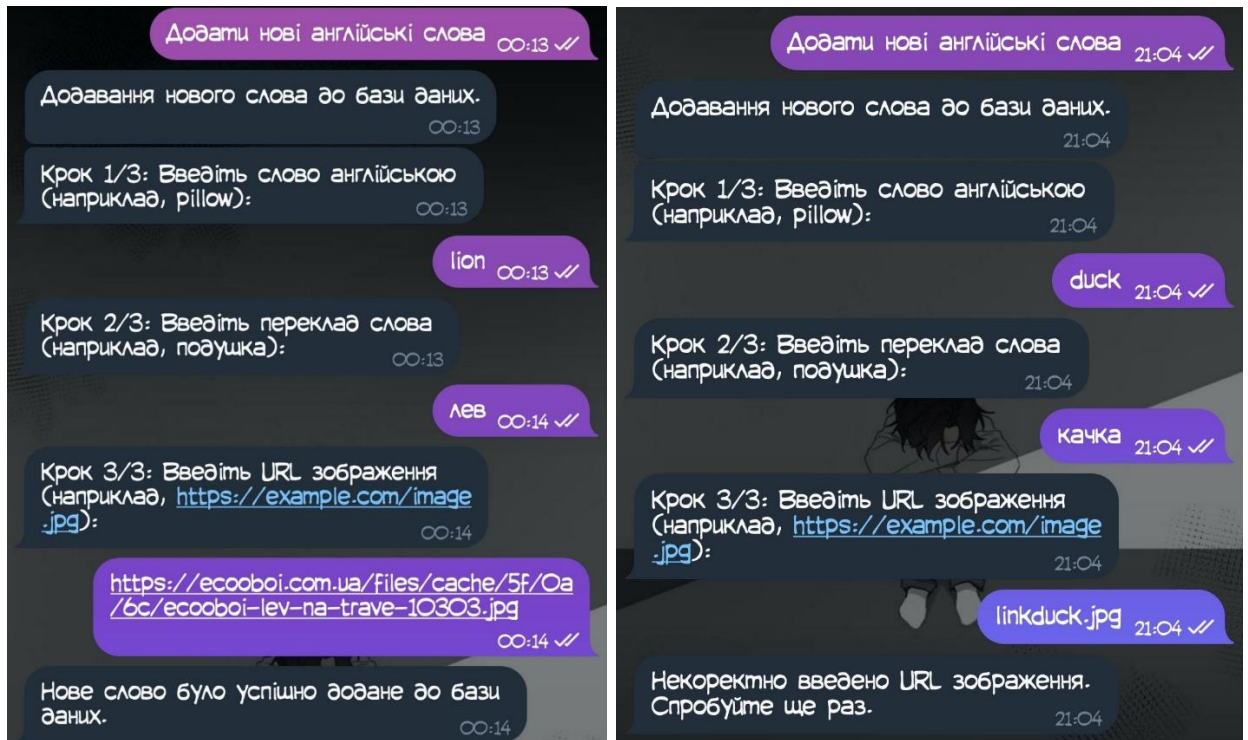 Додати нові англійські слова 00:13
Додавання нового слова до бази даних.
00:13
Крок 1/3: Введіть слово англійською
(наприклад, pillow):
00:13
lion 00:13
Крок 2/3: Введіть переклад слова
(наприклад, подушка):
00:13
лев 00:14
Крок 3/3: Введіть URL зображення
(наприклад, https://example.com/image
.jpg):
00:14
https://ecooboi.com.ua/files/cache/5f/0a
/6c/ecooboi-lev-na-trave-10303.jpg
00:14
Нове слово було успішно додане до бази
даних.
00:14
Додати нові англійські слова 21:04
Додавання нового слова до бази даних.
21:04
Крок 1/3: Введіть слово англійською
(наприклад, pillow):
21:04
duck 21:04
Крок 2/3: Введіть переклад слова
(наприклад, подушка):
21:04
качка 21:04
Крок 3/3: Введіть URL зображення
(наприклад, https://example.com/image
.jpg):
21:04
linkduck.jpg 21:04
Некоректно введено URL зображення.
Спробуйте ще раз.
21:04